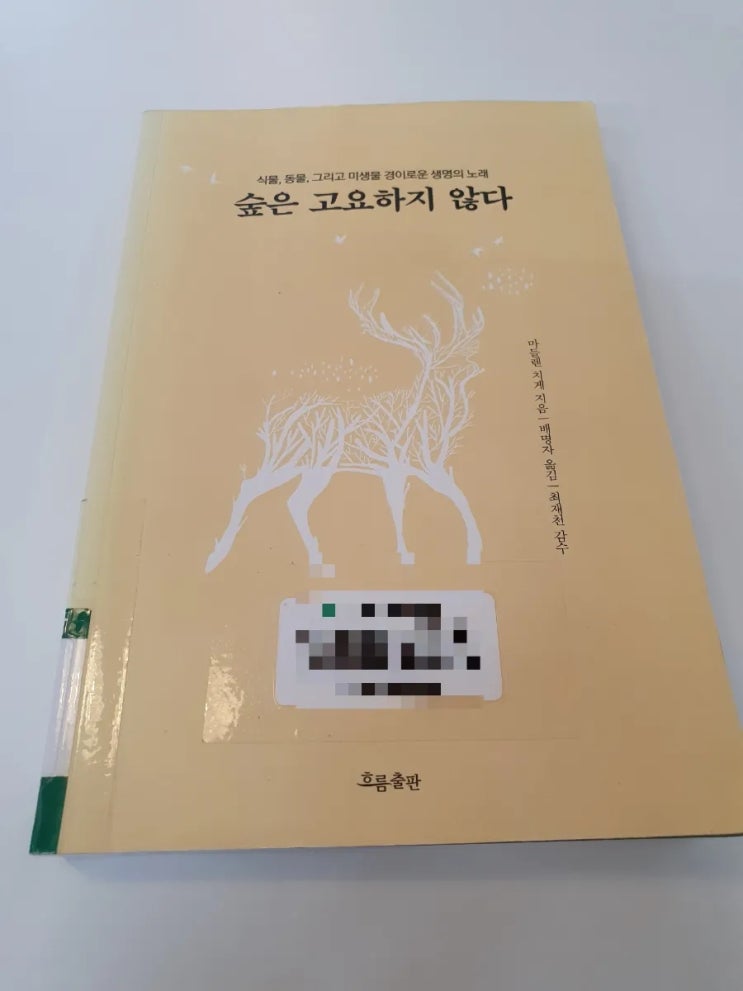 식물, 동물, 그리고 미생물 경이로운 생명의 노래
숲은 고요하지 않다
마들렌 치게 지음 | 배명자 옮김 | 최재천 감수
흐름출판